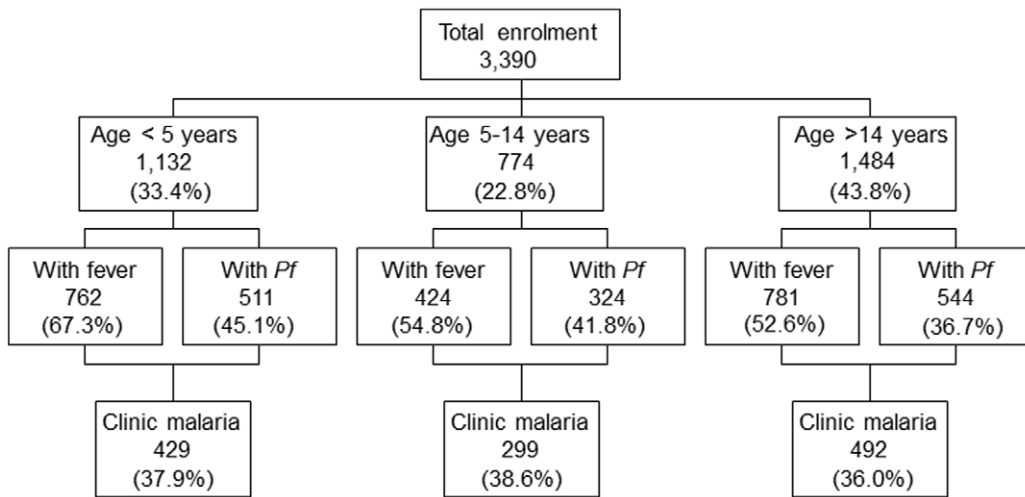 Total enrolment
3,390
Age < 5 years
1,132
(33.4%)
Age 5-14 years
774
(22.8%)
Age >14 years
1,484
(43.8%)
With fever
762
(67.3%)
With Pf
511
(45.1%)
With fever
424
(54.8%)
With Pf
324
(41.8%)
With fever
781
(52.6%)
With Pf
544
(36.7%)
Clinic malaria
429
(37.9%)
Clinic malaria
299
(38.6%)
Clinic malaria
492
(36.0%)